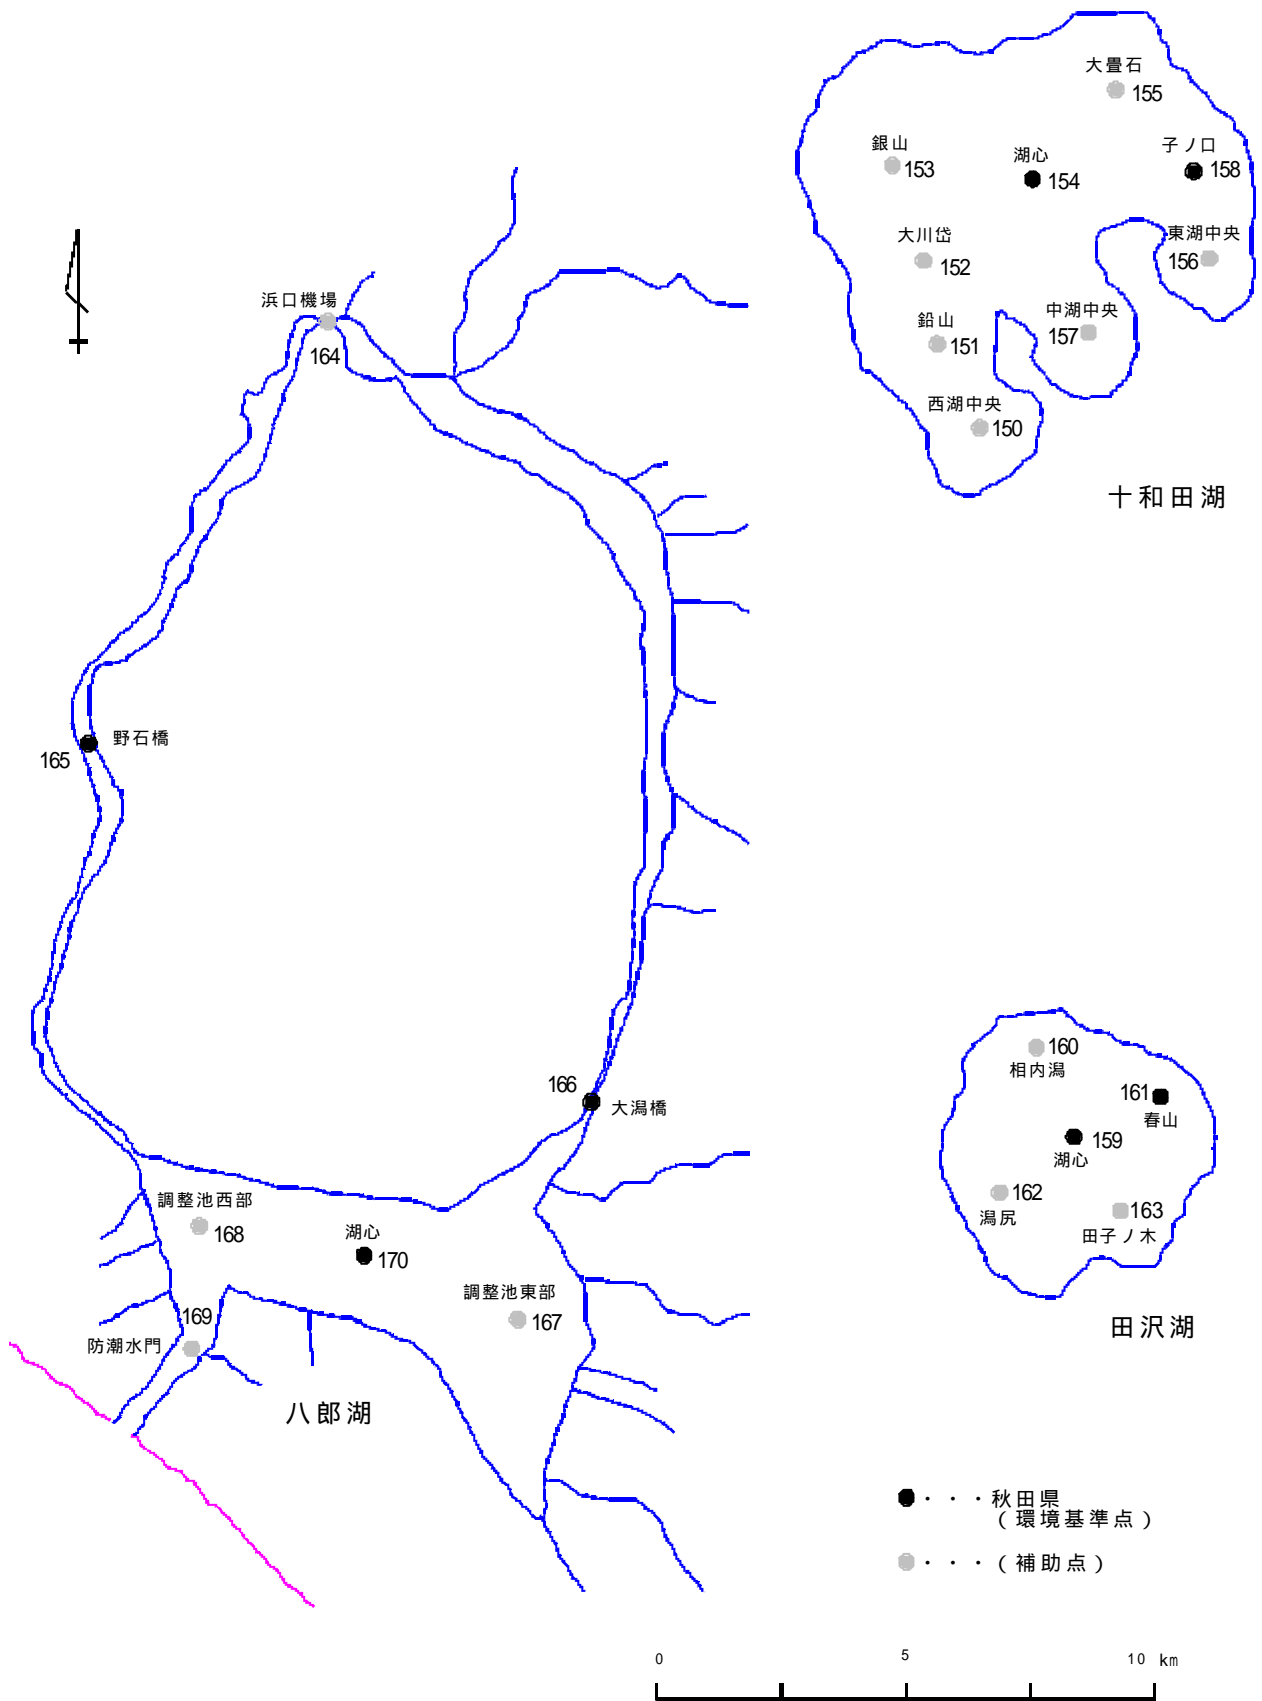 大畳石
155
銀山
153
湖心
154
子ノ口
158
大川岱
152
東湖中央
156
中湖中央
157
鉛山
151
西湖中央
150
十和田湖
浜口機場
164
165
野石橋
166
大潟橋
調整池西部
168
湖心
170
調整池東部
167
169
防潮水門
八郎湖
160
相内潟
161
春山
159
湖心
162
潟尻
163
田子ノ木
田沢湖
・・・秋田県
（環境基準点）
・・・（補助点）
0 5 10 km